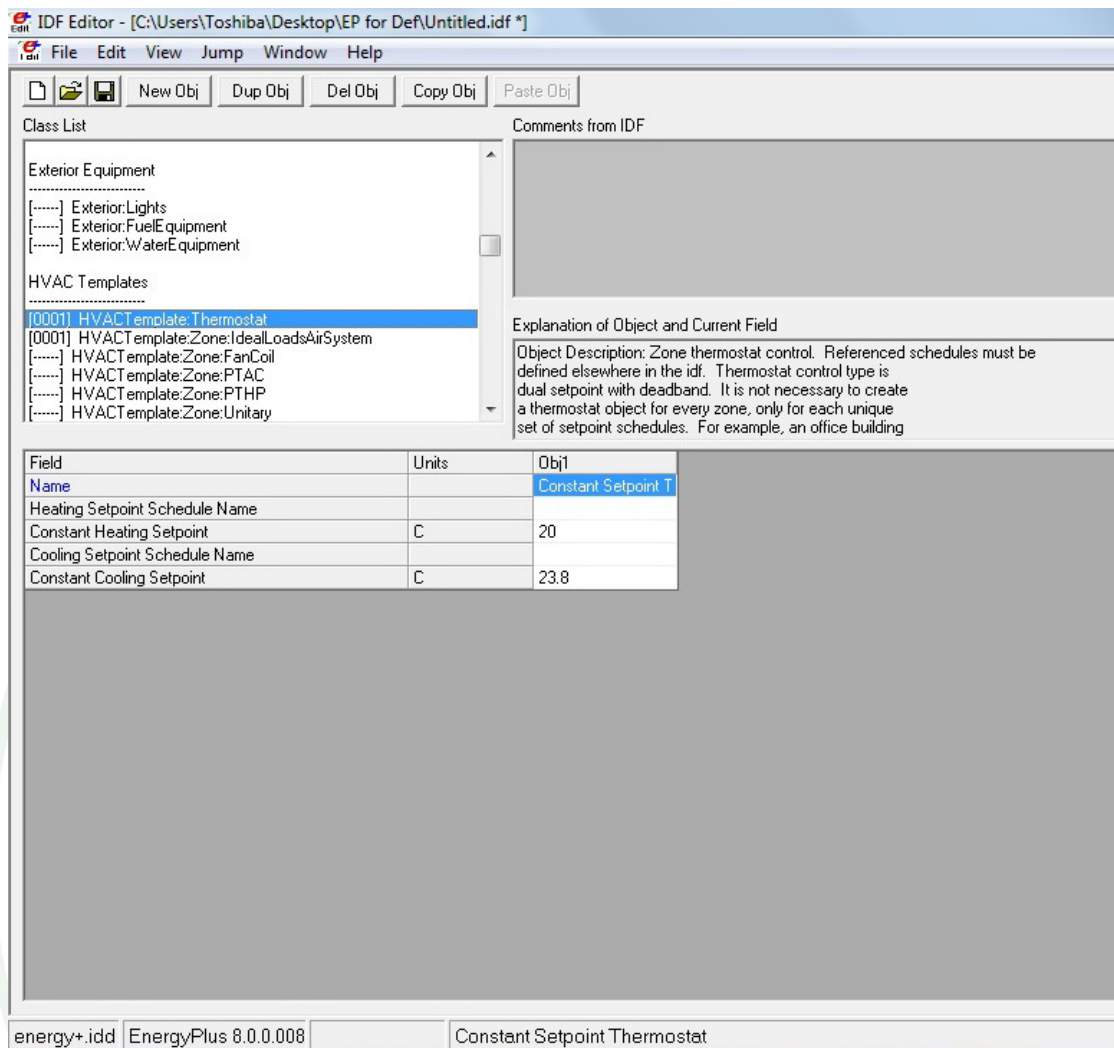 IDF Editor - [C:\Users\Toshiba\Desktop\EP for Def\Untitled.idf *]
File Edit View Jump Window Help
New Obj Dup Obj Del Obj Copy Obj Paste Obj
Class List
Exterior Equipment
---------------------------
[------] Exterior:Lights
[------] Exterior:FuelEquipment
[------] Exterior:WaterEquipment
HVAC Templates
---------------------------
[0001] HVACTemplate:Thermostat
[0001] HVACTemplate:Zone:IdealLoadsAirSystem
[------] HVACTemplate:Zone:FanCoil
[------] HVACTemplate:Zone:PTAC
[------] HVACTemplate:Zone:PTHP
[------] HVACTemplate:Zone:Unitary
Comments from IDF
Explanation of Object and Current Field
Object Description: Zone thermostat control. Referenced schedules must be
defined elsewhere in the idf. Thermostat control type is
dual setpoint with deadband. It is not necessary to create
a thermostat object for every zone, only for each unique
set of setpoint schedules. For example, an office building
Field Units Obj1
Name Constant Setpoint T
Heating Setpoint Schedule Name
Constant Heating Setpoint C 20
Cooling Setpoint Schedule Name
Constant Cooling Setpoint C 23.8
energy+.idd EnergyPlus 8.0.0.008 Constant Setpoint Thermostat